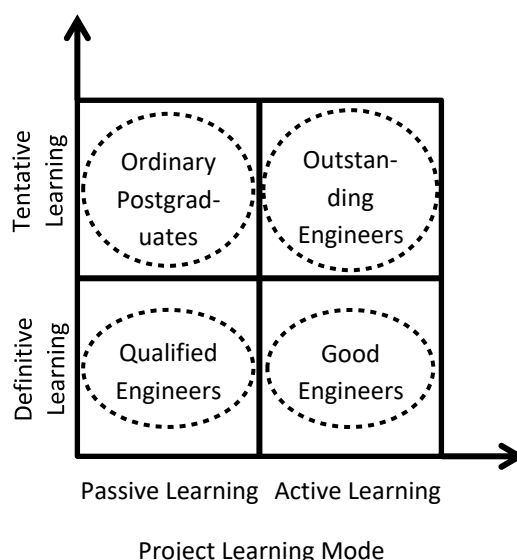 Tentative
Learning
Ordinary
Postgrad-
uates
Outstan-
ding
Engineers
Definitive
Learning
Qualified
Engineers
Good
Engineers
Passive Learning
Active Learning
Project Learning Mode